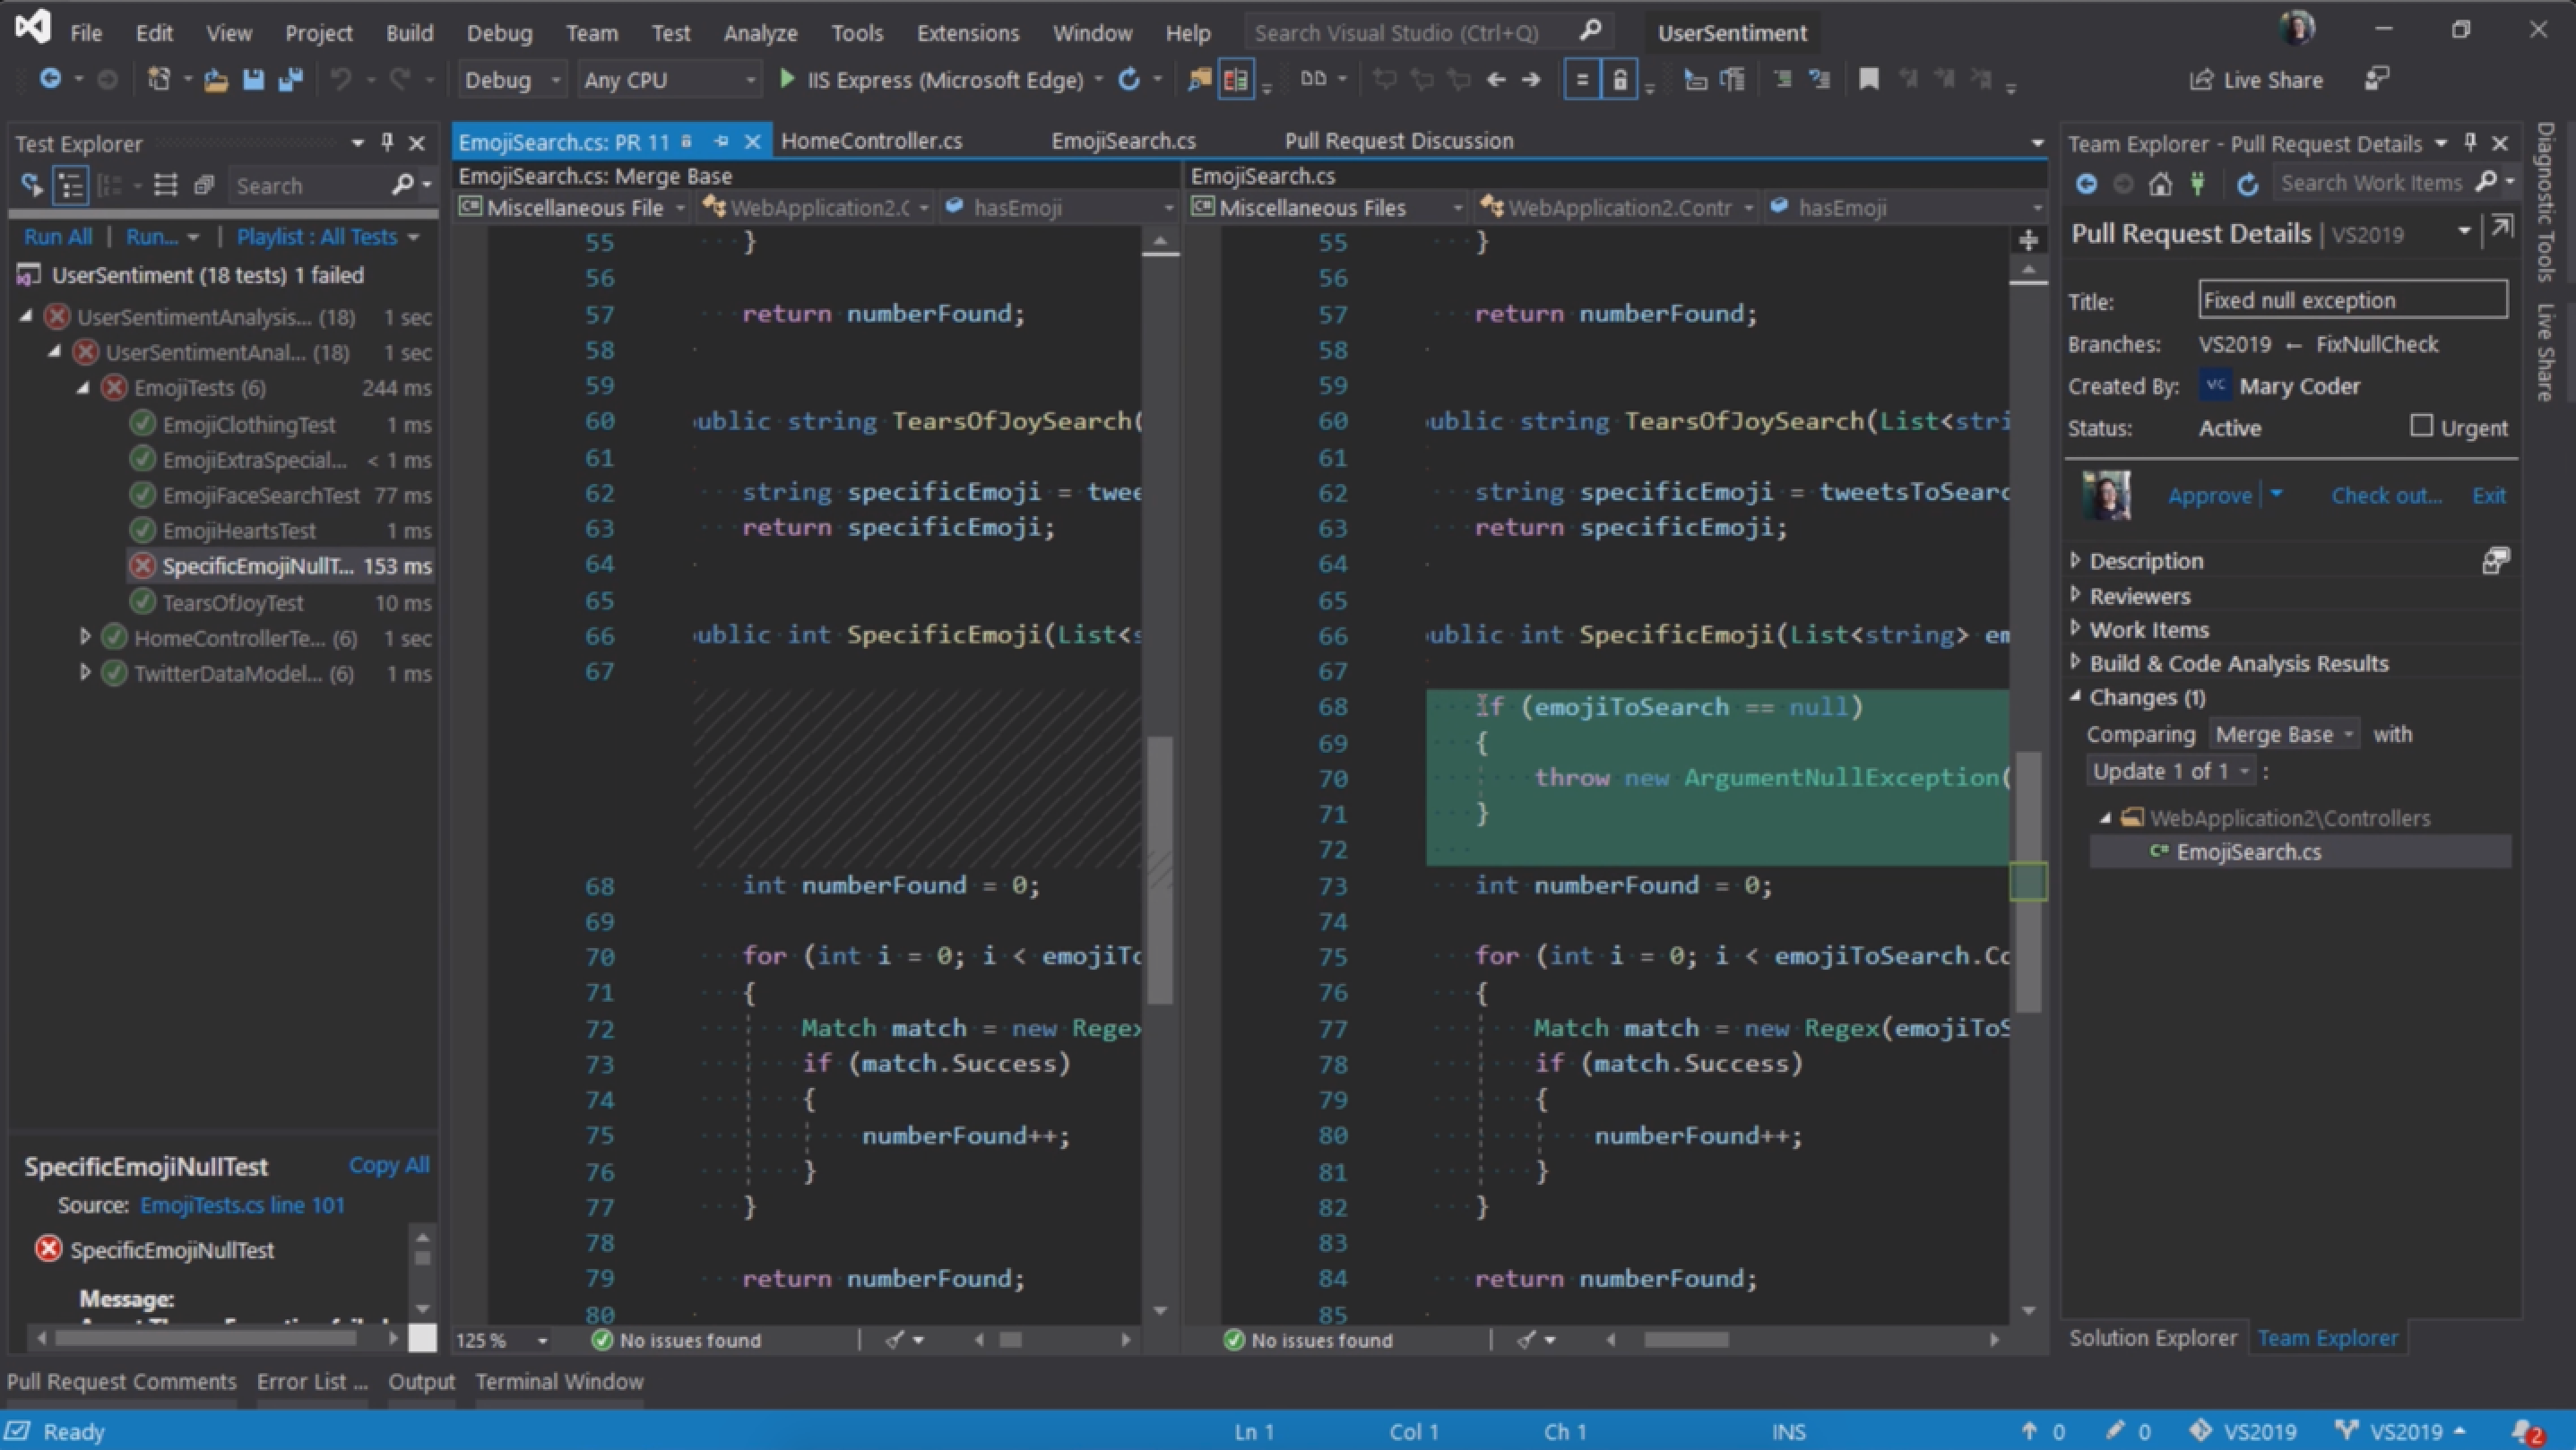 File Edit View Project Build Debug Team Test Analyze Tools Extensions Window Help Search Visual Studio (Ctrl+Q) UserSentiment
Debug Any CPU IIS Express (Microsoft Edge) Live Share
Test Explorer
Search
Run All | Run... | Playlist : All Tests
UserSentiment (18 tests) 1 failed
UserSentimentAnalysis... (18) 1 sec
UserSentimentAnal... (18) 1 sec
EmojiTests (6) 244 ms
EmojiClothingTest 1 ms
EmojiExtraSpecial... < 1 ms
EmojiFaceSearchTest 77 ms
EmojiHeartsTest 1 ms
SpecificEmojiNullT... 153 ms
TearsOfJoyTest 10 ms
HomeControllerTe... (6) 1 sec
TwitterDataModel... (6) 1 ms
SpecificEmojiNullTest Copy All
Source: EmojiTests.cs line 101
SpecificEmojiNullTest
Message:
EmojiSearch.cs: PR 11 HomeController.cs EmojiSearch.cs Pull Request Discussion
EmojiSearch.cs: Merge Base
Miscellaneous File WebApplication2.C hasEmoji
55 }
56
57 return numberFound;
58
59
60 ublic string TearsOfJoySearch(
61
62 string specificEmoji = twee
63 return specificEmoji;
64
65
66 ublic int SpecificEmoji(List<s
67
68 int numberFound = 0;
69
70 for (int i = 0; i < emojiTo
71 {
72 Match match = new Regex
73 if (match.Success)
74 {
75 numberFound++;
76 }
77 }
78
79 return numberFound;
80
125 % No issues found
EmojiSearch.cs
Miscellaneous Files WebApplication2.Contr hasEmoji
55 }
56
57 return numberFound;
58
59
60 ublic string TearsOfJoySearch(List<stri
61
62 string specificEmoji = tweetsToSearc
63 return specificEmoji;
64
65
66 ublic int SpecificEmoji(List<string> em
67
68 if (emojiToSearch == null)
69 {
70 throw new ArgumentNullException(
71 }
72
73 int numberFound = 0;
74
75 for (int i = 0; i < emojiToSearch.Co
76 {
77 Match match = new Regex(emojiToS
78 if (match.Success)
79 {
80 numberFound++;
81 }
82 }
83
84 return numberFound;
85
No issues found
Team Explorer - Pull Request Details
Search Work Items
Pull Request Details | VS2019
Title: Fixed null exception
Branches: VS2019 ← FixNullCheck
Created By: VC Mary Coder
Status: Active Urgent
Approve Check out... Exit
Description
Reviewers
Work Items
Build & Code Analysis Results
Changes (1)
Comparing Merge Base with
Update 1 of 1 :
WebApplication2\Controllers
C# EmojiSearch.cs
Solution Explorer Team Explorer
Diagnostic Tools
Live Share
Pull Request Comments Error List ... Output Terminal Window
Ready Ln 1 Col 1 Ch 1 INS 0 0 VS2019 VS2019 2